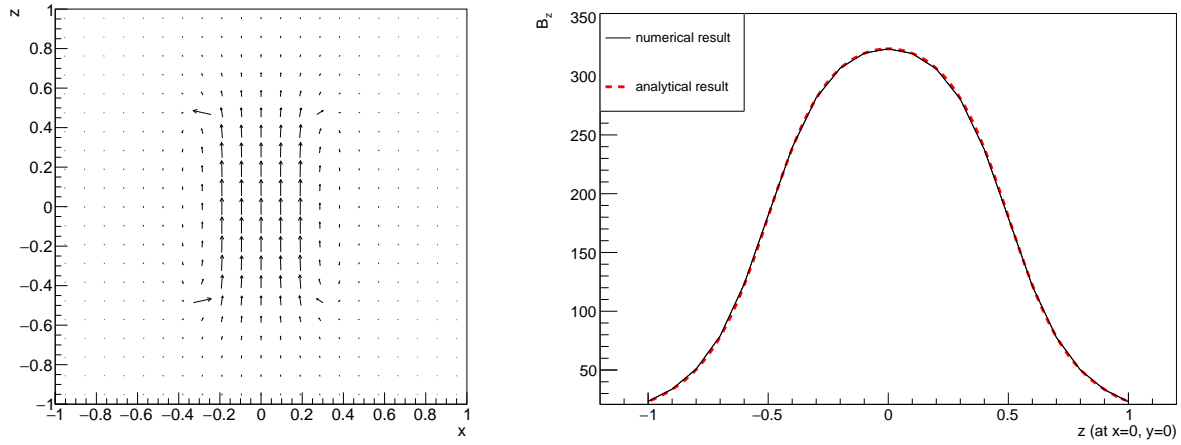 z
1
0.8
0.6
0.4
0.2
0
−0.2
−0.4
−0.6
−0.8
−1
−1 −0.8 −0.6 −0.4 −0.2 0 0.2 0.4 0.6 0.8 1
x
B_z
350
300
250
200
150
100
50
numerical result
analytical result
−1 −0.5 0 0.5 1
z (at x=0, y=0)